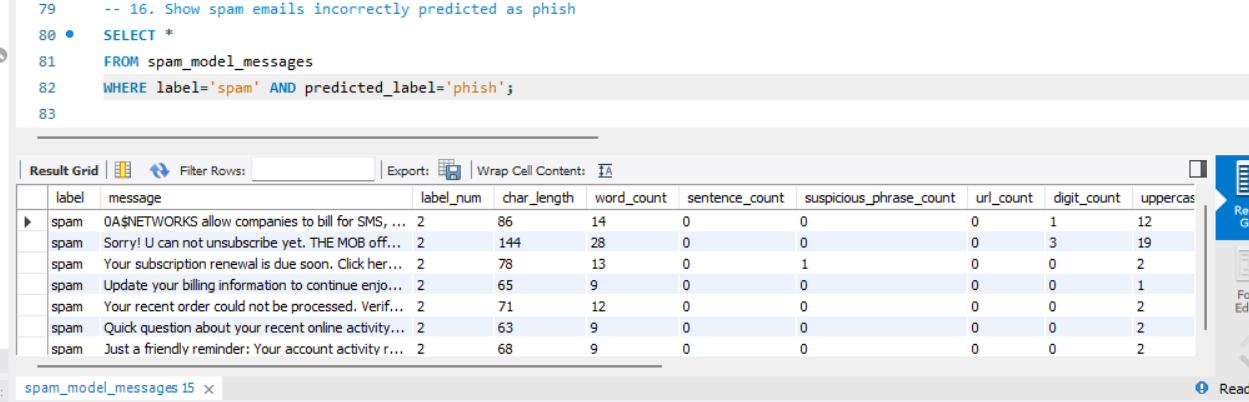 79 -- 16. Show spam emails incorrectly predicted as phish
80 SELECT *
81 FROM spam_model_messages
82 WHERE label='spam' AND predicted_label='phish';
83
Result Grid Filter Rows: Export: Wrap Cell Content:
label message label_num char_length word_count sentence_count suspicious_phrase_count url_count digit_count uppercas
spam 0A$NETWORKS allow companies to bill for SMS, ... 2 86 14 0 0 0 1 12
spam Sorry! U can not unsubscribe yet. THE MOB off... 2 144 28 0 0 0 3 19
spam Your subscription renewal is due soon. Click her... 2 78 13 0 1 0 0 2
spam Update your billing information to continue enjo... 2 65 9 0 0 0 0 1
spam Your recent order could not be processed. Verif... 2 71 12 0 0 0 0 2
spam Quick question about your recent online activity... 2 63 9 0 0 0 0 2
spam Just a friendly reminder: Your account activity r... 2 68 9 0 0 0 0 2
Re
G
Fo
Ed
spam_model_messages 15
Read